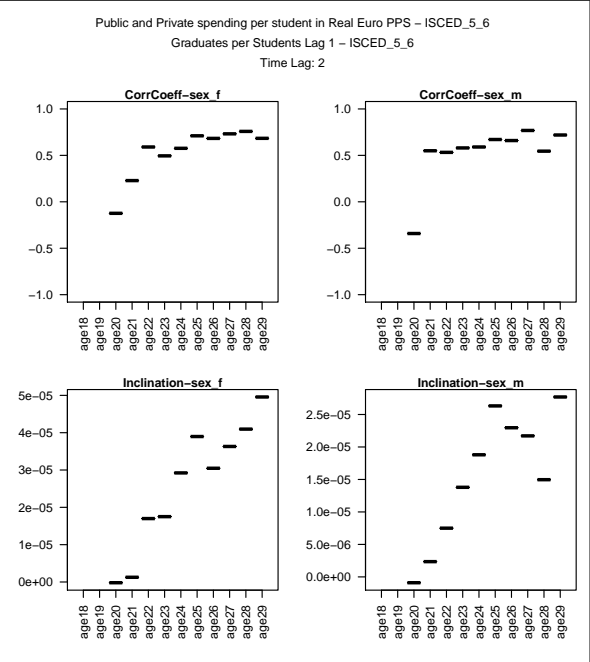 Public and Private spending per student in Real Euro PPS − ISCED_5_6
Graduates per Students Lag 1 − ISCED_5_6
Time Lag: 2
CorrCoeff−sex_f
1.0
0.5
0.0
−0.5
−1.0
age18
age19
age20
age21
age22
age23
age24
age25
age26
age27
age28
age29
CorrCoeff−sex_m
1.0
0.5
0.0
−0.5
−1.0
age18
age19
age20
age21
age22
age23
age24
age25
age26
age27
age28
age29
Inclination−sex_f
5e−05
4e−05
3e−05
2e−05
1e−05
0e+00
age18
age19
age20
age21
age22
age23
age24
age25
age26
age27
age28
age29
Inclination−sex_m
2.5e−05
2.0e−05
1.5e−05
1.0e−05
5.0e−06
0.0e+00
age18
age19
age20
age21
age22
age23
age24
age25
age26
age27
age28
age29